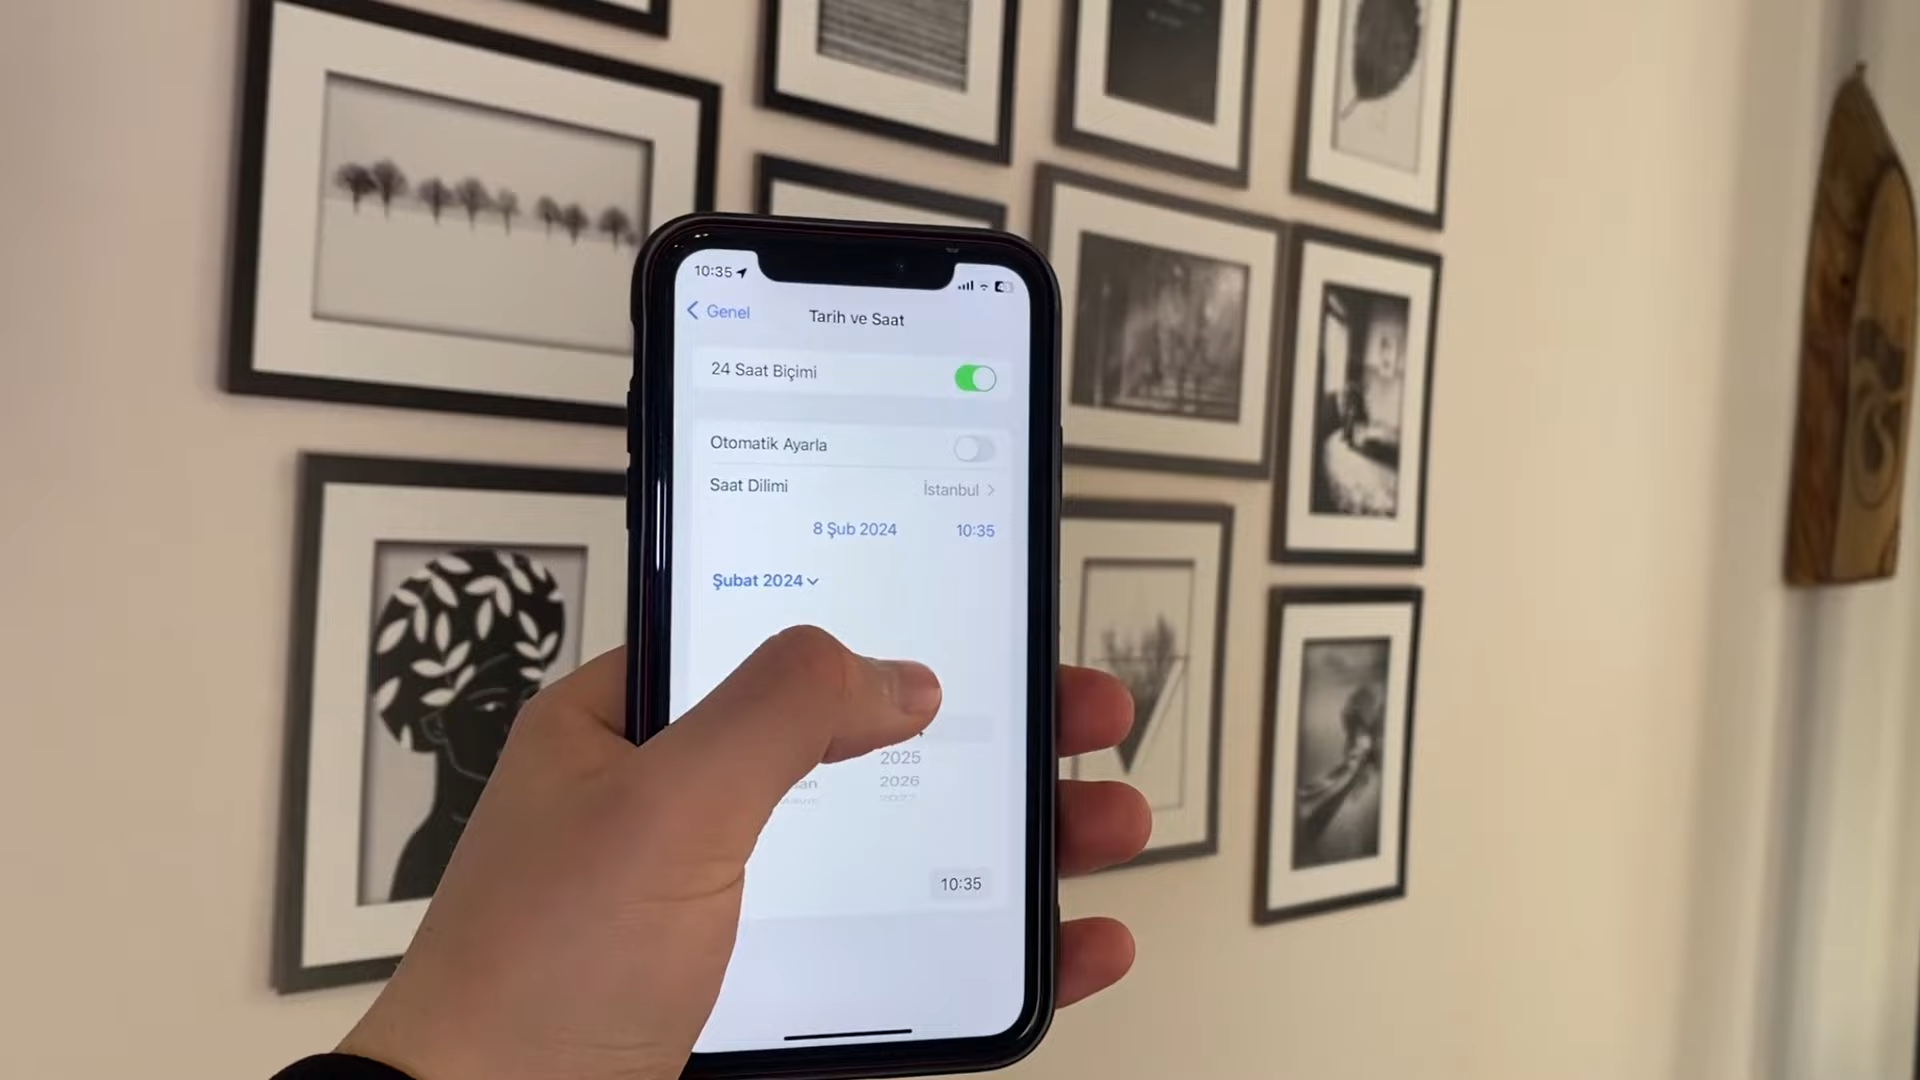 10:35
Genel
Tarih ve Saat
24 Saat Biçimi
Otomatik Ayarla
Saat Dilimi
İstanbul
8 Şub 2024
10:35
Şubat 2024
2025
2026
2027
10:35